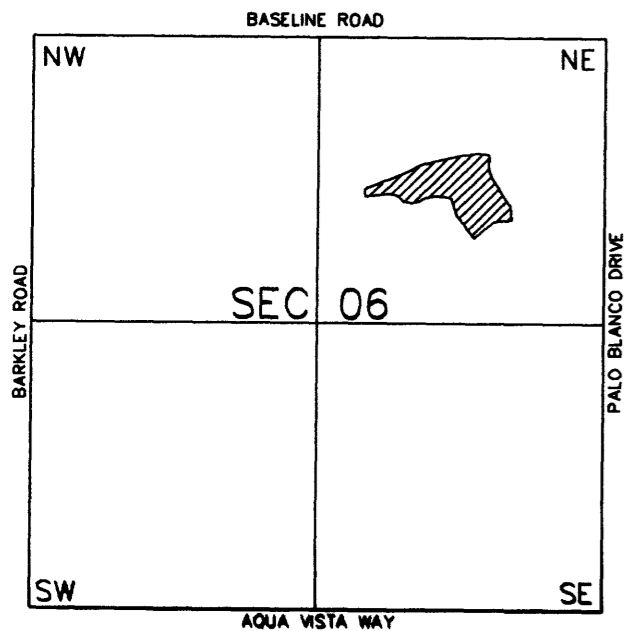 BASELINE ROAD
NW
NE
SEC 06
BARKLEY ROAD
PALO BLANCO DRIVE
SW
SE
AQUA VISTA WAY